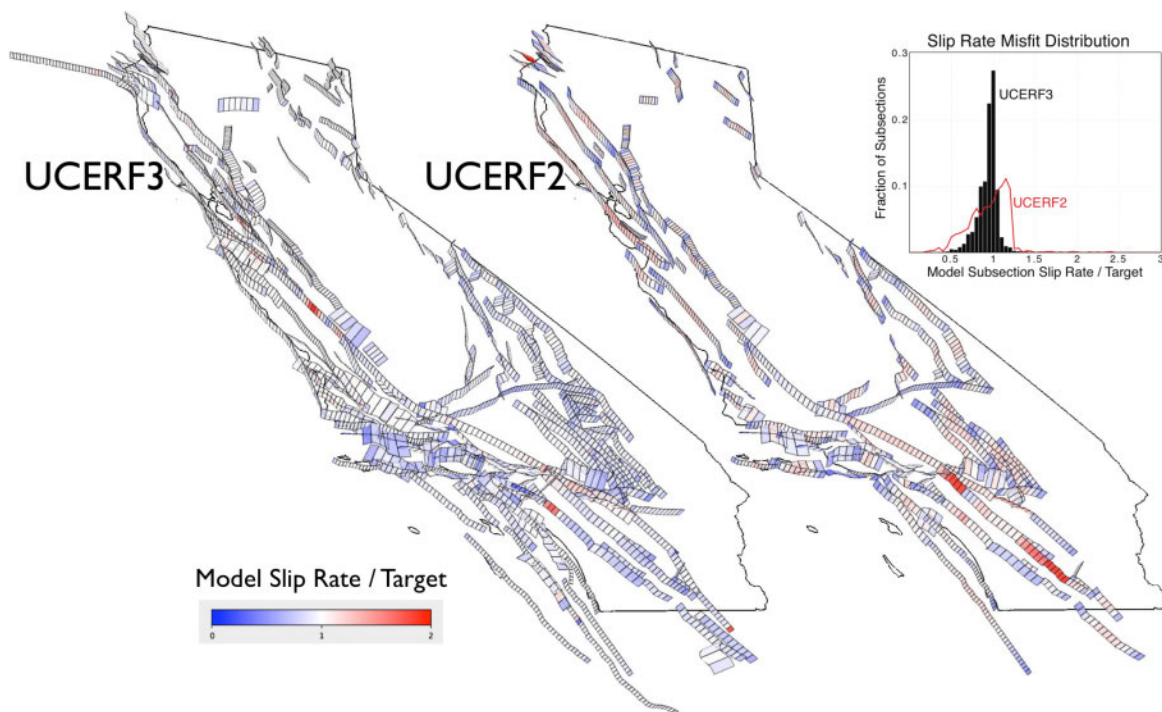 UCERF3
UCERF2
Slip Rate Misfit Distribution
0.3
0.2
0.1
Fraction of Subsections
UCERF3
UCERF2
0.5
1
1.5
2
2.5
3
Model Subsection Slip Rate / Target
Model Slip Rate / Target
0
1
2